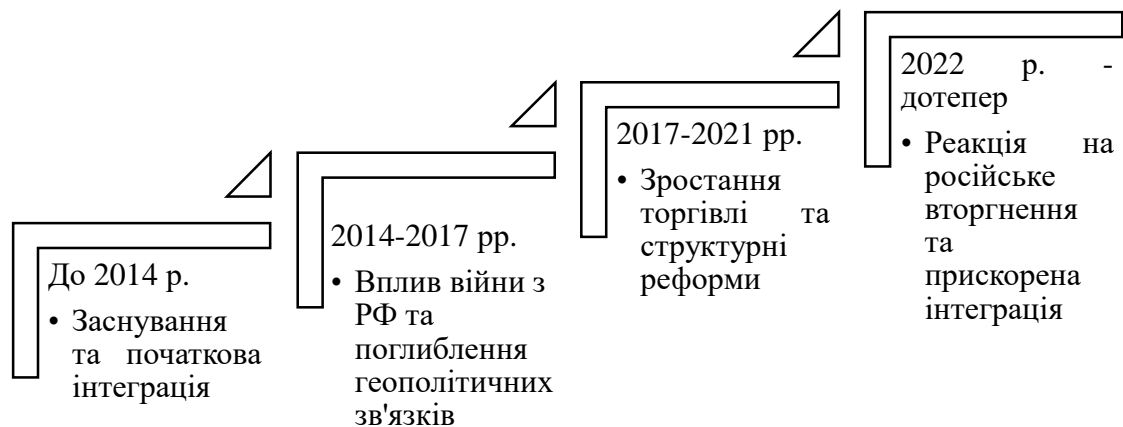 До 2014 р.
• Заснування
та початкова
інтеграція
2014-2017 рр.
• Вплив війни з
РФ та
поглиблення
геополітичних
зв'язків
2017-2021 рр.
• Зростання
торгівлі та
структурні
реформи
2022 р. -
дотепер
• Реакція на
російське
вторгнення
та
прискорена
інтеграція